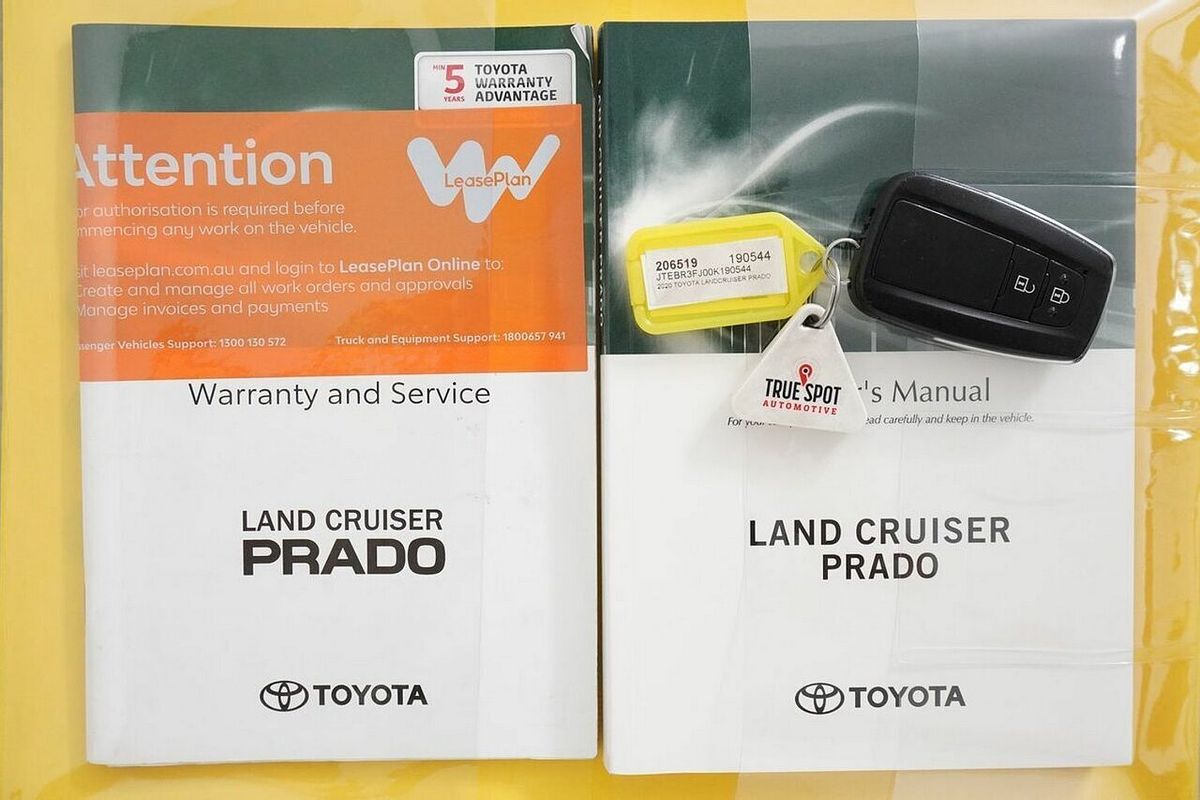 MIN 5 YEARS
TOYOTA
WARRANTY
ADVANTAGE
Attention
LeasePlan
or authorisation is required before
mmencing any work on the vehicle.
sit leaseplan.com.au and login to LeasePlan Online to:
Create and manage all work orders and approvals
Manage invoices and payments
senger Vehicles Support: 1300 130 572
Truck and Equipment Support: 1800657 941
Warranty and Service
LAND CRUISER
PRADO
TOYOTA
206519 190544
JTEBR3FJ00K190544
2020 TOYOTA LANDCRUISER PRADO
TRUE SPOT
AUTOMOTIVE
r's Manual
For your ead carefully and keep in the vehicle.
LAND CRUISER
PRADO
TOYOTA